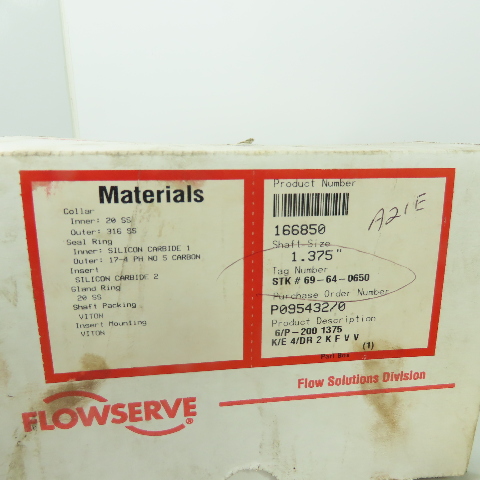 Materials
Collar
Inner: 20 SS
Outer: 316 SS
Seal Ring
Inner: SILICON CARBIDE 1
Outer: 17-4 PH NO 5 CARBON
Insert
SILICON CARBIDE 2
Gland Ring
20 SS
Shaft Packing
VITON
Insert Mounting
VITON
Product Number
166850
A21E
Shaft Size
1.375"
Tag Number
STK # 69-64-0650
Purchase Order Number
P0954327/0
Product Description
6/P-200 1375
K/E 4/DR 2 K F V V
(1)
Part Box
Flow Solutions Division
FLOWSERVE®